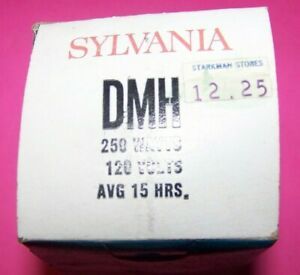 SYLVANIA
STARKMAN STORES
12.25
DMH
250 WATTS
120 VOLTS
AVG 15 HRS.